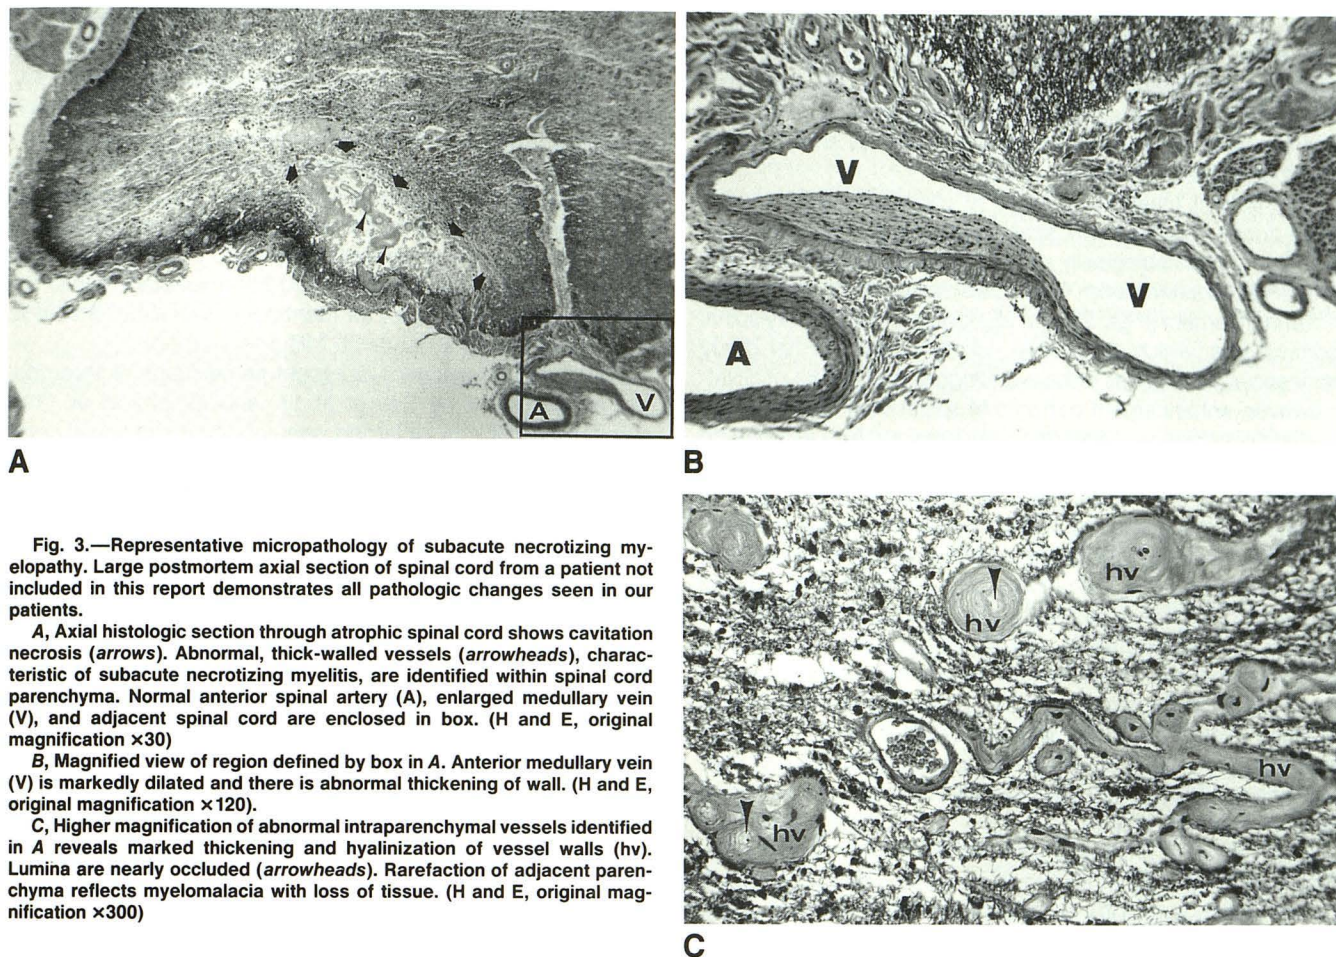 A V
A
V
V
A
B
Fig. 3.—Representative micropathology of subacute necrotizing my-
elopathy. Large postmortem axial section of spinal cord from a patient not
included in this report demonstrates all pathologic changes seen in our
patients.
A, Axial histologic section through atrophic spinal cord shows cavitation
necrosis (arrows). Abnormal, thick-walled vessels (arrowheads), charac-
teristic of subacute necrotizing myelitis, are identified within spinal cord
parenchyma. Normal anterior spinal artery (A), enlarged medullary vein
(V), and adjacent spinal cord are enclosed in box. (H and E, original
magnification ×30)
B, Magnified view of region defined by box in A. Anterior medullary vein
(V) is markedly dilated and there is abnormal thickening of wall. (H and E,
original magnification ×120).
C, Higher magnification of abnormal intraparenchymal vessels identified
in A reveals marked thickening and hyalinization of vessel walls (hv).
Lumina are nearly occluded (arrowheads). Rarefaction of adjacent paren-
chyma reflects myelomalacia with loss of tissue. (H and E, original mag-
nification ×300)
hv
hv
hv
hv
C